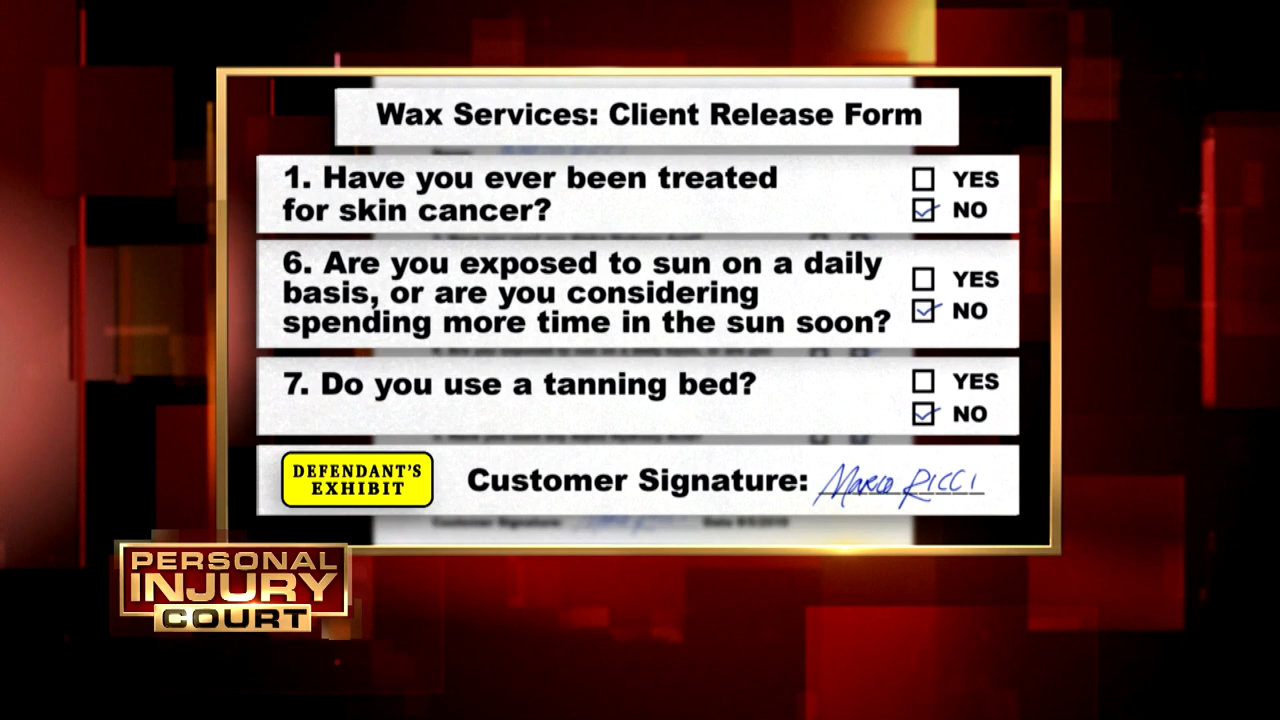 Wax Services: Client Release Form
1. Have you ever been treated
for skin cancer?
YES
NO
6. Are you exposed to sun on a daily
basis, or are you considering
spending more time in the sun soon?
YES
NO
7. Do you use a tanning bed?
YES
NO
DEFENDANT'S
EXHIBIT
Customer Signature: Marco Ricci
Customer Signature:
PERSONAL
INJURY
COURT